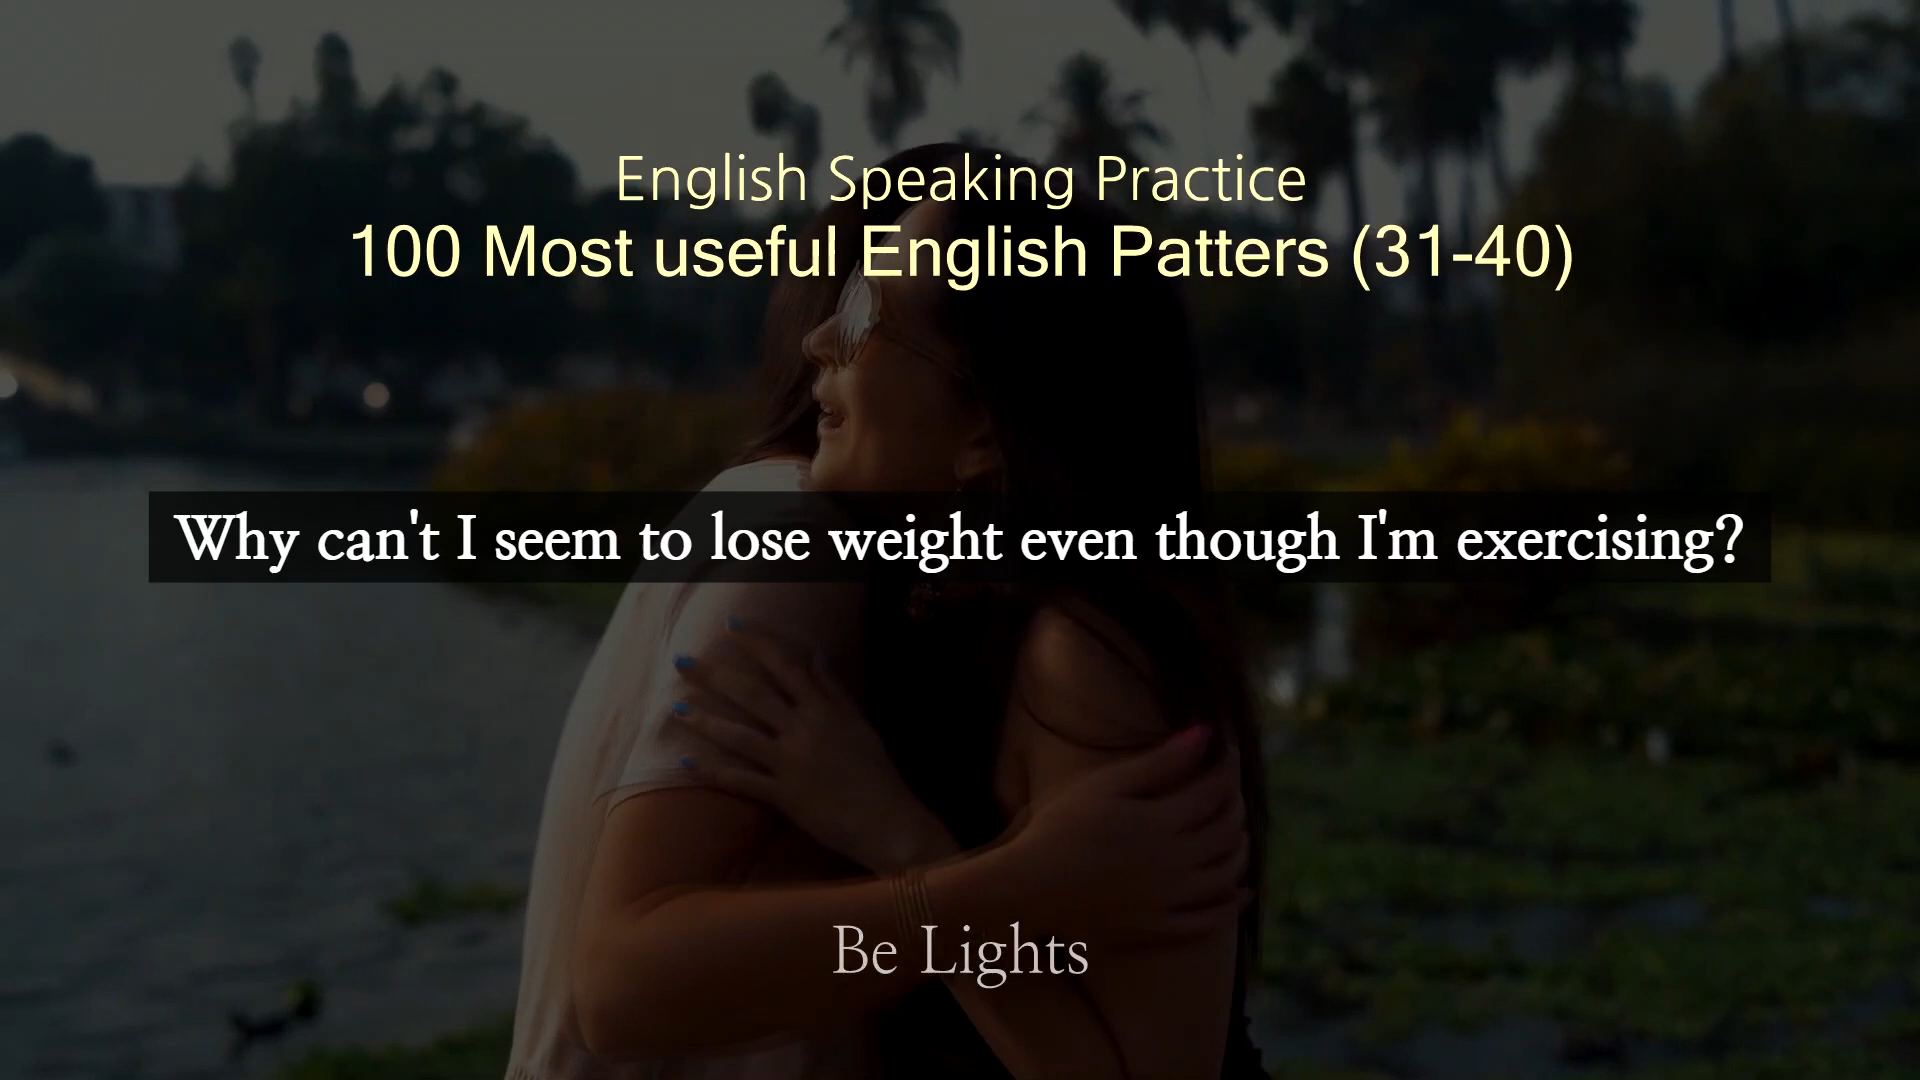 English Speaking Practice
100 Most useful English Patters (31-40)
Why can't I seem to lose weight even though I'm exercising?
Be Lights